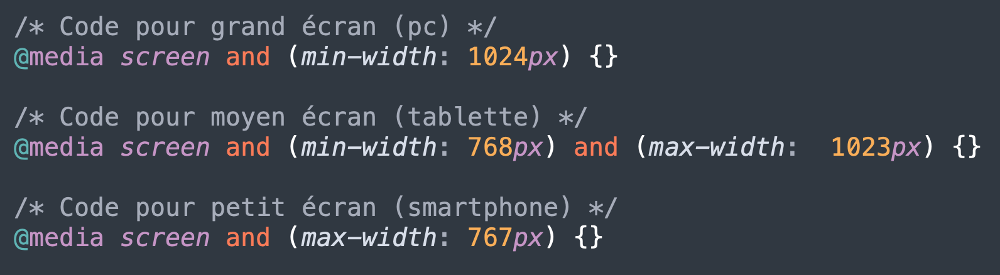 /* Code pour grand écran (pc) */
@media screen and (min-width: 1024px) {}
/* Code pour moyen écran (tablette) */
@media screen and (min-width: 768px) and (max-width:  1023px) {}
/* Code pour petit écran (smartphone) */
@media screen and (max-width: 767px) {}